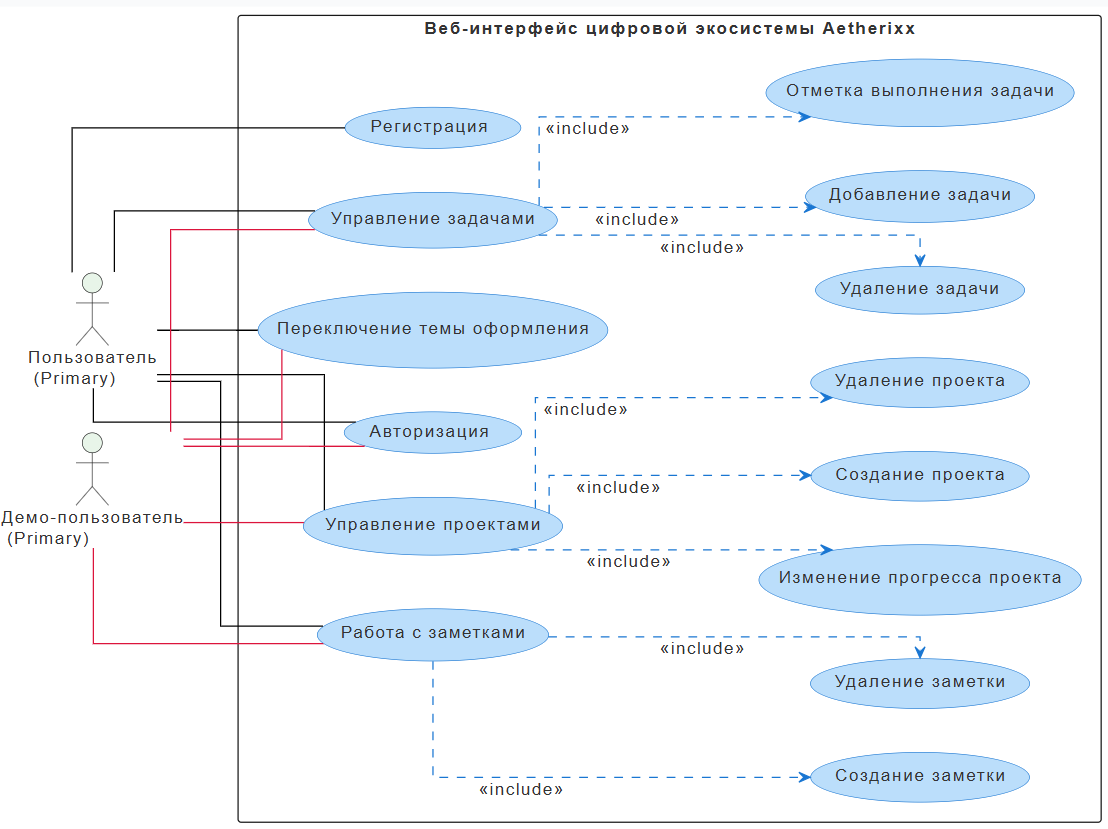 Веб-интерфейс цифровой экосистемы Aetherixx
Отметка выполнения задачи
Регистрация
«include»
Добавление задачи
Управление задачами
«include»
«include»
Удаление задачи
Переключение темы оформления
Пользователь
(Primary)
Удаление проекта
«include»
Авторизация
Создание проекта
«include»
Демо-пользователь
(Primary)
Управление проектами
«include»
Изменение прогресса проекта
Работа с заметками
«include»
Удаление заметки
Создание заметки
«include»